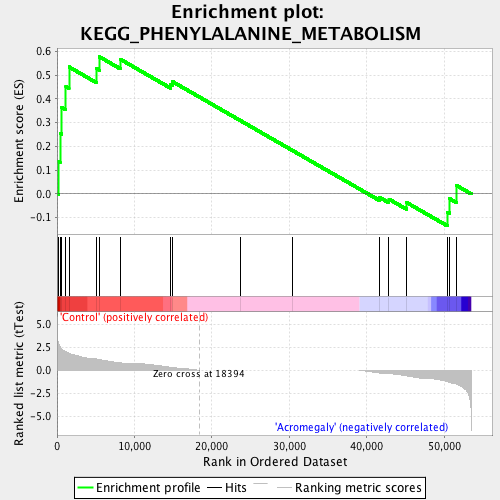 Enrichment plot:
KEGG_PHENYLALANINE_METABOLISM
Enrichment score (ES)
0.6
0.5
0.4
0.3
0.2
0.1
0.0
-0.1
'Control' (positively correlated)
Ranked list metric (tTest)
5.0
2.5
0.0
-2.5
-5.0
Zero cross at 18394
'Acromegaly' (negatively correlated)
0 10,000 20,000 30,000 40,000 50,000
Rank in Ordered Dataset
Enrichment profile Hits Ranking metric scores